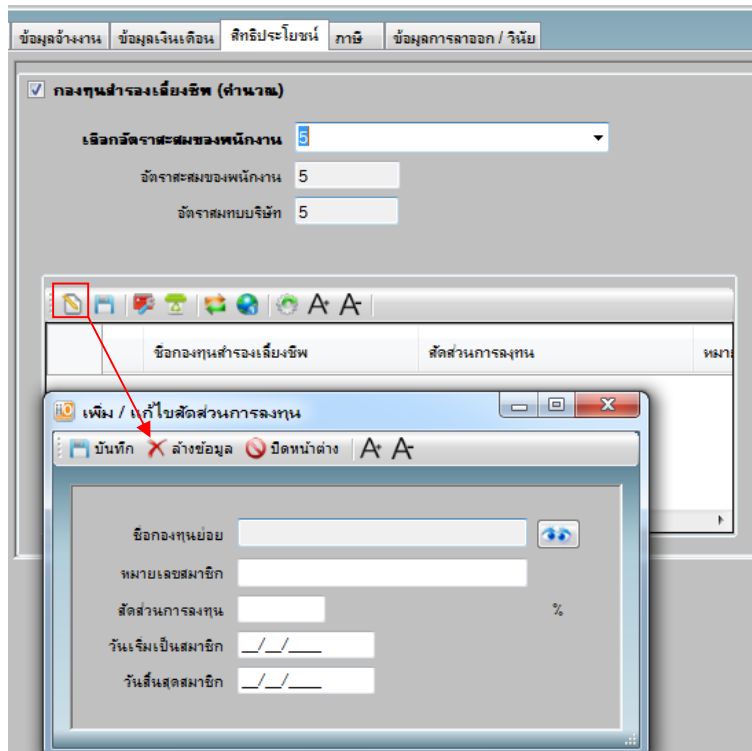 ข้อมูลจ้างงาน ข้อมูลเงินเดือน สิทธิประโยชน์ ภาษี ข้อมูลการลาออก / วินัย
กองทุนสำรองเลี้ยงชีพ (คำนวณ)
เลือกอัตราสะสมของพนักงาน 5
อัตราสะสมของพนักงาน 5
อัตราสมทบบริษัท 5
A+ A-
ชื่อกองทุนสำรองเลี้ยงชีพ สัดส่วนการลงทุน หมาย
เพิ่ม / แก้ไขสัดส่วนการลงทุน
บันทึก ล้างข้อมูล ปิดหน้าต่าง A+ A-
ชื่อกองทุนย่อย
หมายเลขสมาชิก
สัดส่วนการลงทุน %
วันเริ่มเป็นสมาชิก __/__/____
วันสิ้นสุดสมาชิก __/__/____